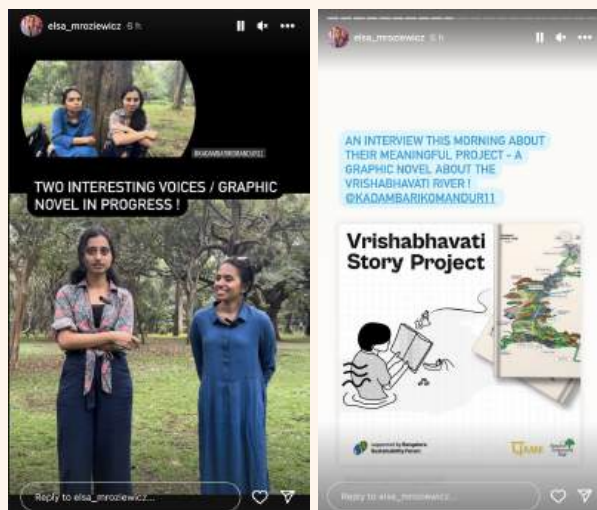 elsa_mroziewicz 6 h
@KADAMBARIKOMANDUR11
TWO INTERESTING VOICES / GRAPHIC
NOVEL IN PROGRESS !
Reply to elsa_mroziewicz...
elsa_mroziewicz 6 h
AN INTERVIEW THIS MORNING ABOUT
THEIR MEANINGFUL PROJECT - A
GRAPHIC NOVEL ABOUT THE
VRISHABHAVATI RIVER !
@KADAMBARIKOMANDUR11
Vrishabhavati
Story Project
supported by Bangalore
Sustainability Forum
Reply to elsa_mroziewicz...